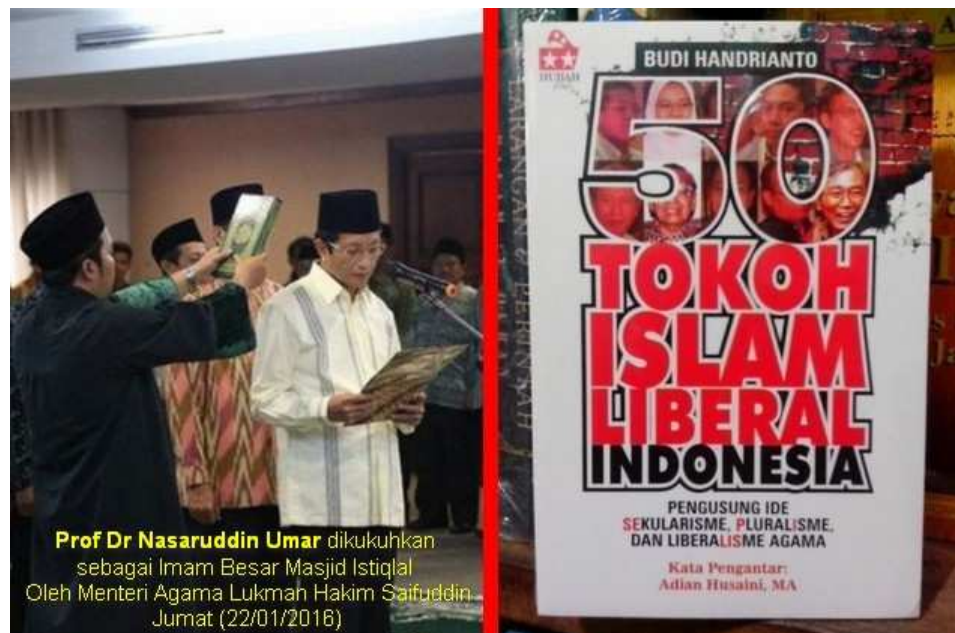 Prof Dr Nasaruddin Umar dikukuhkan
sebagai Imam Besar Masjid Istiqlal
Oleh Menteri Agama Lukmah Hakim Saifuddin
Jumat (22/01/2016)
HUJJAH
BUDI HANDRIANTO
50
TOKOH
ISLAM
LIBERAL
INDONESIA
PENGUSUNG IDE
SEKULARISME, PLURALISME,
DAN LIBERALISME AGAMA
Kata Pengantar:
Adian Husaini, MA